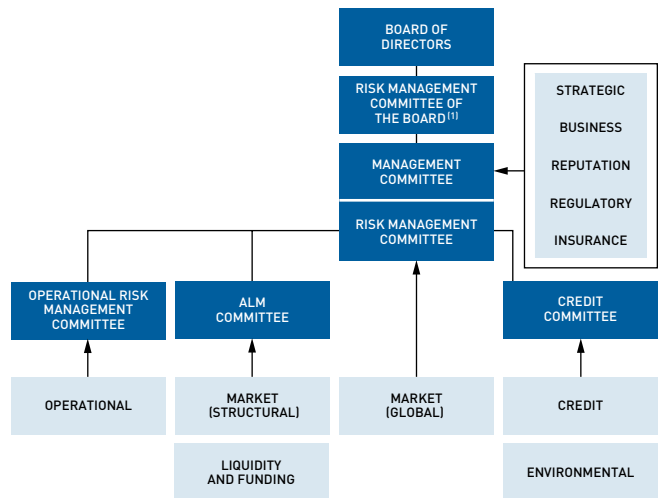 BOARD OF
DIRECTORS
RISK MANAGEMENT
COMMITTEE OF
THE BOARD(1)
STRATEGIC
BUSINESS
REPUTATION
REGULATORY
INSURANCE
MANAGEMENT
COMMITTEE
RISK MANAGEMENT
COMMITTEE
OPERATIONAL RISK
MANAGEMENT
COMMITTEE
ALM
COMMITTEE
CREDIT
COMMITTEE
OPERATIONAL
MARKET
(STRUCTURAL)
MARKET
(GLOBAL)
CREDIT
LIQUIDITY
AND FUNDING
ENVIRONMENTAL